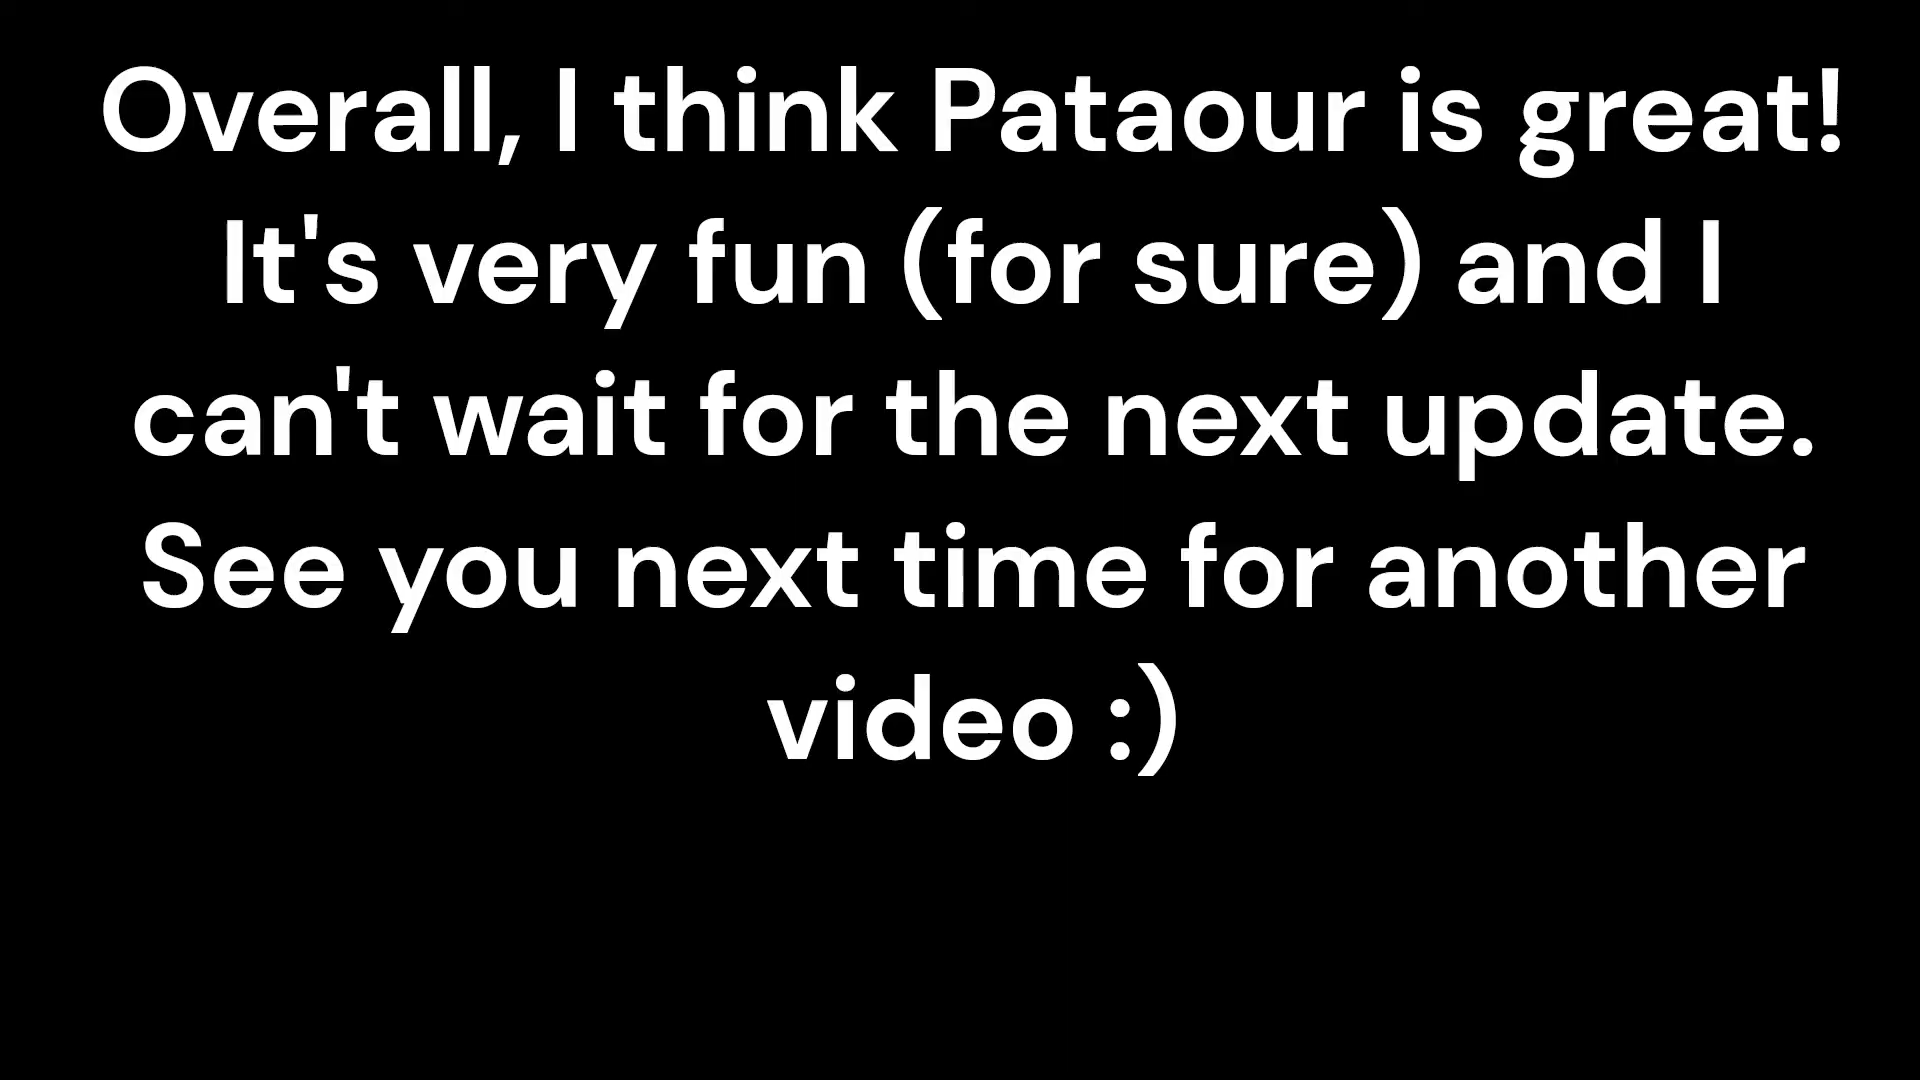 Overall, I think Pataour is great!
It's very fun (for sure) and I
can't wait for the next update.
See you next time for another
video :)